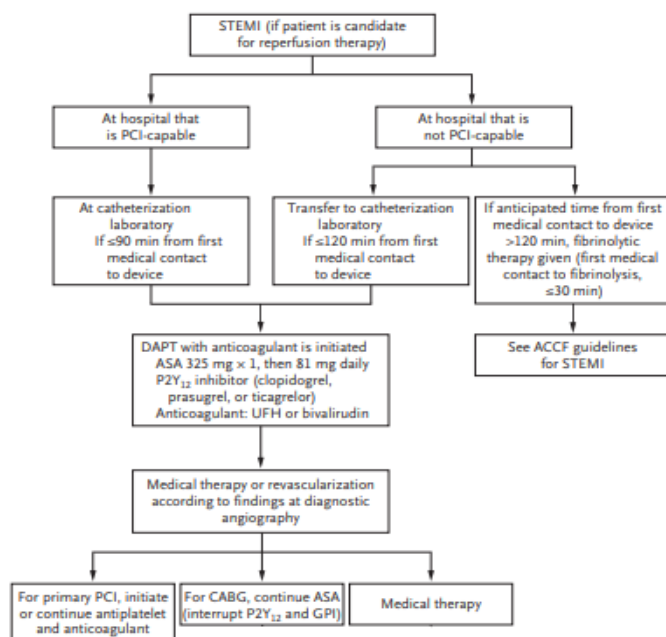 STEMI (if patient is candidate
for reperfusion therapy)
At hospital that
is PCI-capable
At hospital that is
not PCI-capable
At catheterization
laboratory
If ≤90 min from first
medical contact
to device
Transfer to catheterization
laboratory
If ≤120 min from first
medical contact
to device
If anticipated time from first
medical contact to device
>120 min, fibrinolytic
therapy given (first medical
contact to fibrinolysis,
≤30 min)
DAPT with anticoagulant is initiated
ASA 325 mg × 1, then 81 mg daily
P2Y₁₂ inhibitor (clopidogrel,
prasugrel, or ticagrelor)
Anticoagulant: UFH or bivalirudin
See ACCF guidelines
for STEMI
Medical therapy or revascularization
according to findings at diagnostic
angiography
For primary PCI, initiate
or continue antiplatelet
and anticoagulant
For CABG, continue ASA
(interrupt P2Y₁₂ and GPI)
Medical therapy